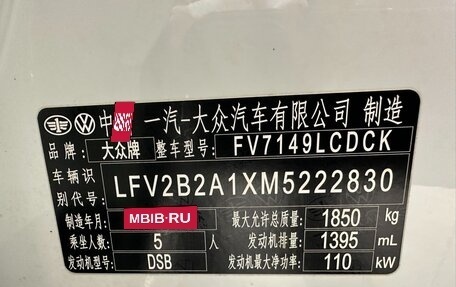 中 一汽-大众汽车有限公司 制造
品牌: 大众牌 整车型号: FV7149LCDCK
车辆识别代号: LFV2B2A1XM5222830
制造年月: MBIB·RU 最大允许总质量: 1850 kg
乘坐人数: 5 人 发动机排量: 1395 mL
发动机型号: DSB 发动机最大净功率: 110 kW